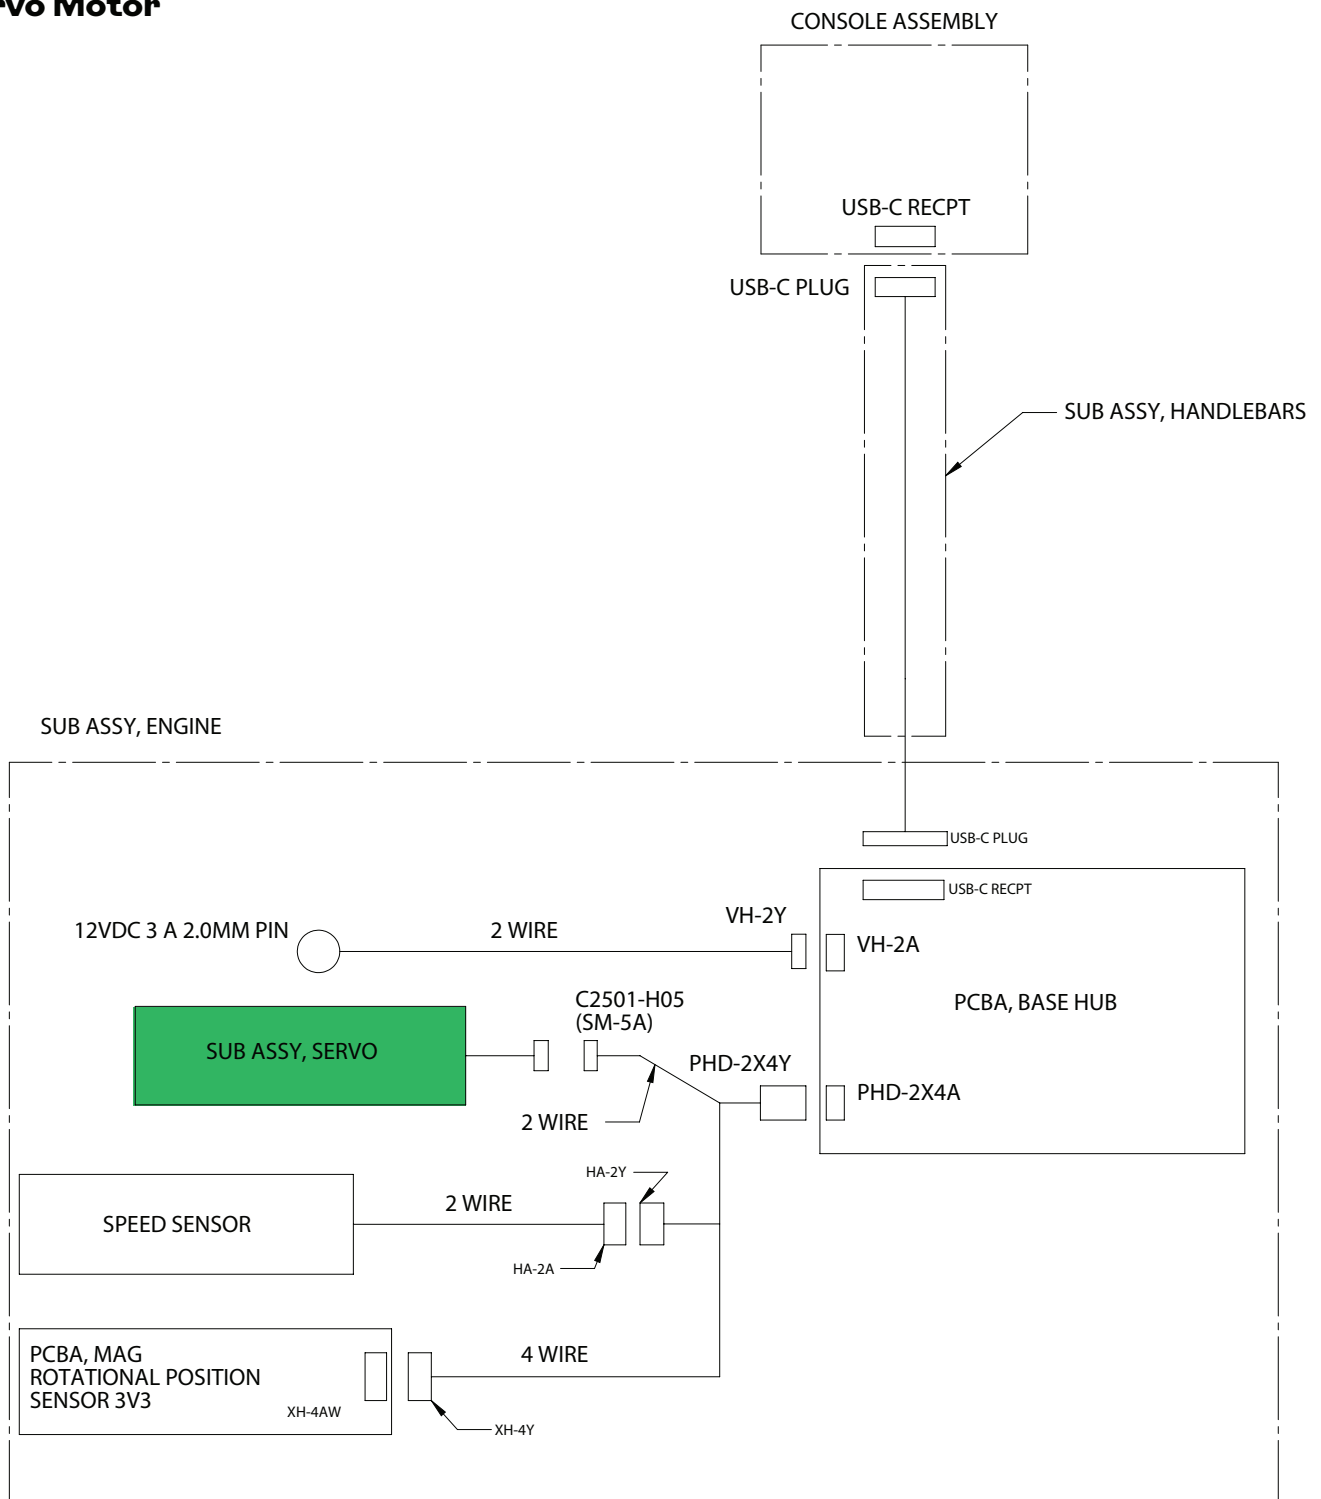 rvo Motor
CONSOLE ASSEMBLY
USB-C RECPT
USB-C PLUG
SUB ASSY, HANDLEBARS
SUB ASSY, ENGINE
USB-C PLUG
USB-C RECPT
12VDC 3 A 2.0MM PIN
2 WIRE
VH-2Y
VH-2A
C2501-H05
(SM-5A)
PCBA, BASE HUB
SUB ASSY, SERVO
PHD-2X4Y
PHD-2X4A
2 WIRE
HA-2Y
2 WIRE
SPEED SENSOR
HA-2A
PCBA, MAG
ROTATIONAL POSITION
SENSOR 3V3
4 WIRE
XH-4AW
XH-4Y